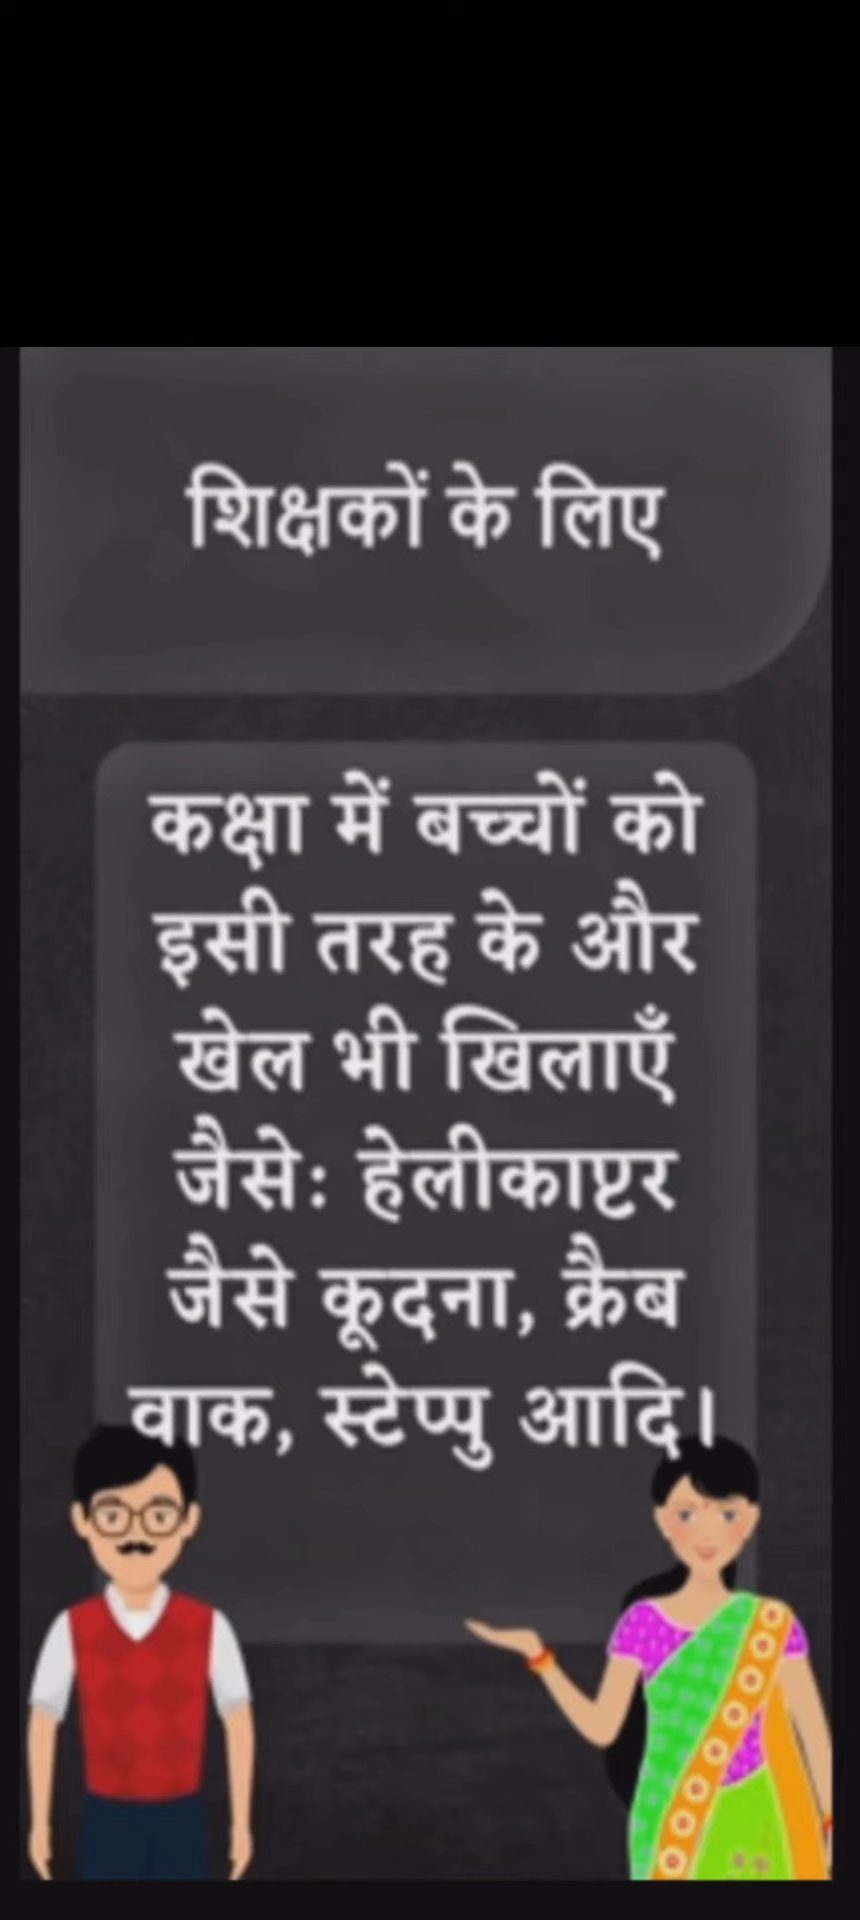 शिक्षकों के लिए
कक्षा में बच्चों को
इसी तरह के और
खेल भी खिलाएँ
जैसेः हेलीकाप्टर
जैसे कूदना, क्रैब
वाक, स्टेप्पु आदि।